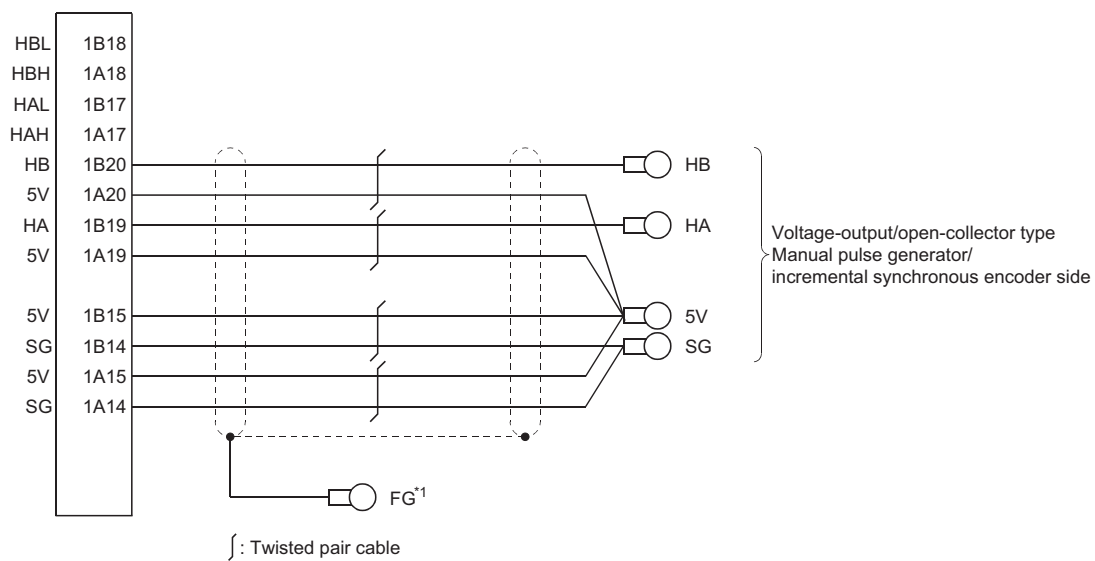 HBL 1B18
HBH 1A18
HAL 1B17
HAH 1A17
HB 1B20 HB
5V 1A20
HA 1B19 HA
5V 1A19
Voltage-output/open-collector type
Manual pulse generator/
incremental synchronous encoder side
5V 1B15 5V
SG 1B14 SG
5V 1A15
SG 1A14
FG*1
∫: Twisted pair cable